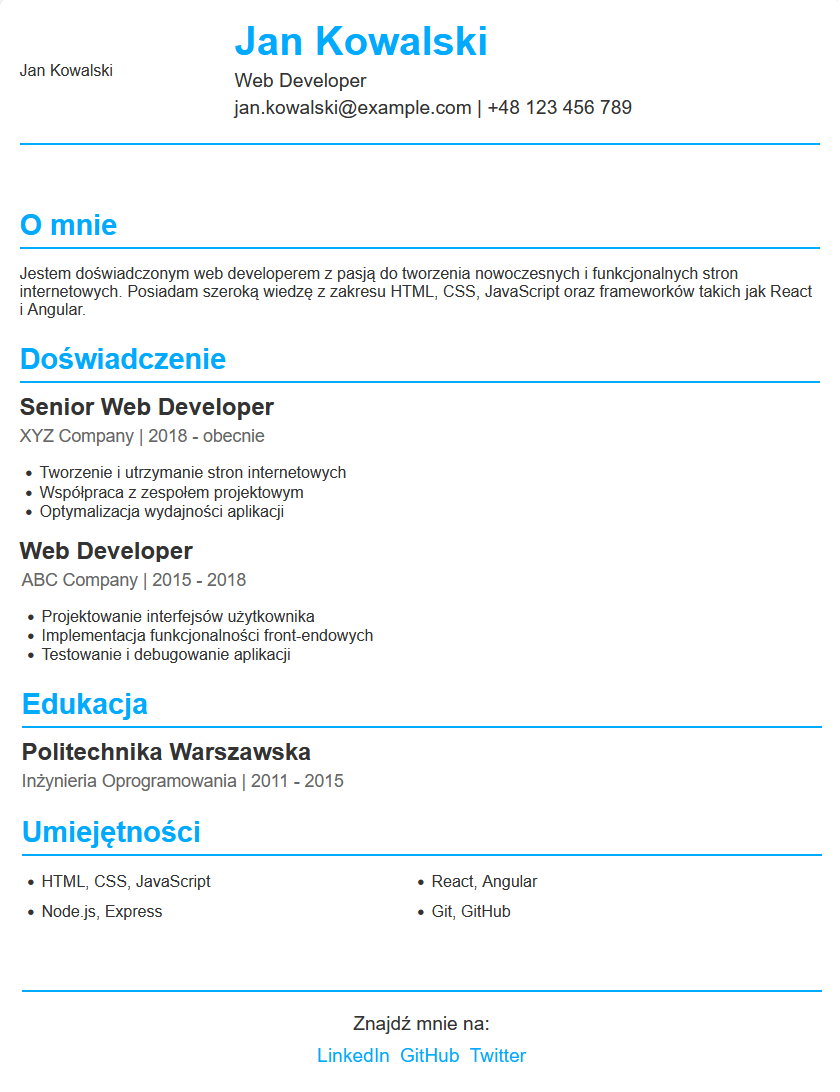 Jan Kowalski
Jan Kowalski
Web Developer
jan.kowalski@example.com | +48 123 456 789
O mnie
Jestem doświadczonym web developerem z pasją do tworzenia nowoczesnych i funkcjonalnych stron
internetowych. Posiadam szeroką wiedzę z zakresu HTML, CSS, JavaScript oraz frameworków takich jak React
i Angular.
Doświadczenie
Senior Web Developer
XYZ Company | 2018 - obecnie
• Tworzenie i utrzymanie stron internetowych
• Współpraca z zespołem projektowym
• Optymalizacja wydajności aplikacji
Web Developer
ABC Company | 2015 - 2018
• Projektowanie interfejsów użytkownika
• Implementacja funkcjonalności front-endowych
• Testowanie i debugowanie aplikacji
Edukacja
Politechnika Warszawska
Inżynieria Oprogramowania | 2011 - 2015
Umiejętności
• HTML, CSS, JavaScript
• React, Angular
• Node.js, Express
• Git, GitHub
Znajdź mnie na:
LinkedIn GitHub Twitter